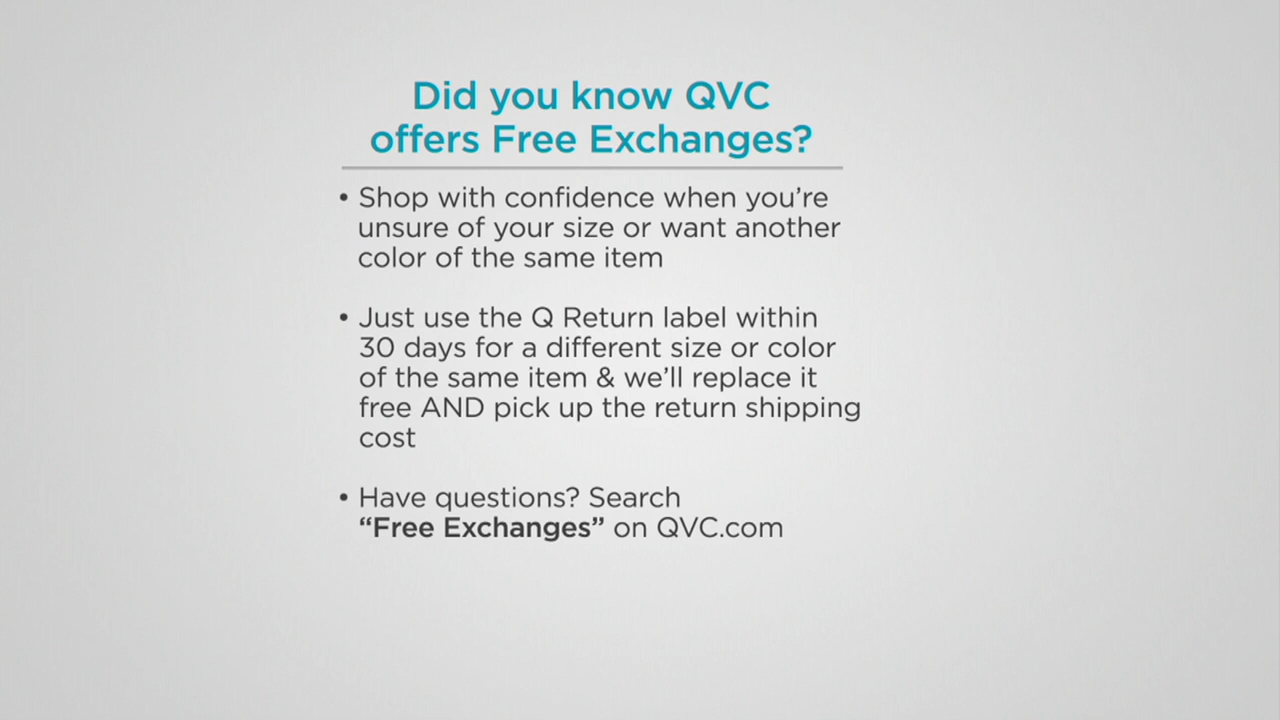 Did you know QVC
offers Free Exchanges?
• Shop with confidence when you’re
unsure of your size or want another
color of the same item
• Just use the Q Return label within
30 days for a different size or color
of the same item & we’ll replace it
free AND pick up the return shipping
cost
• Have questions? Search
“Free Exchanges” on QVC.com